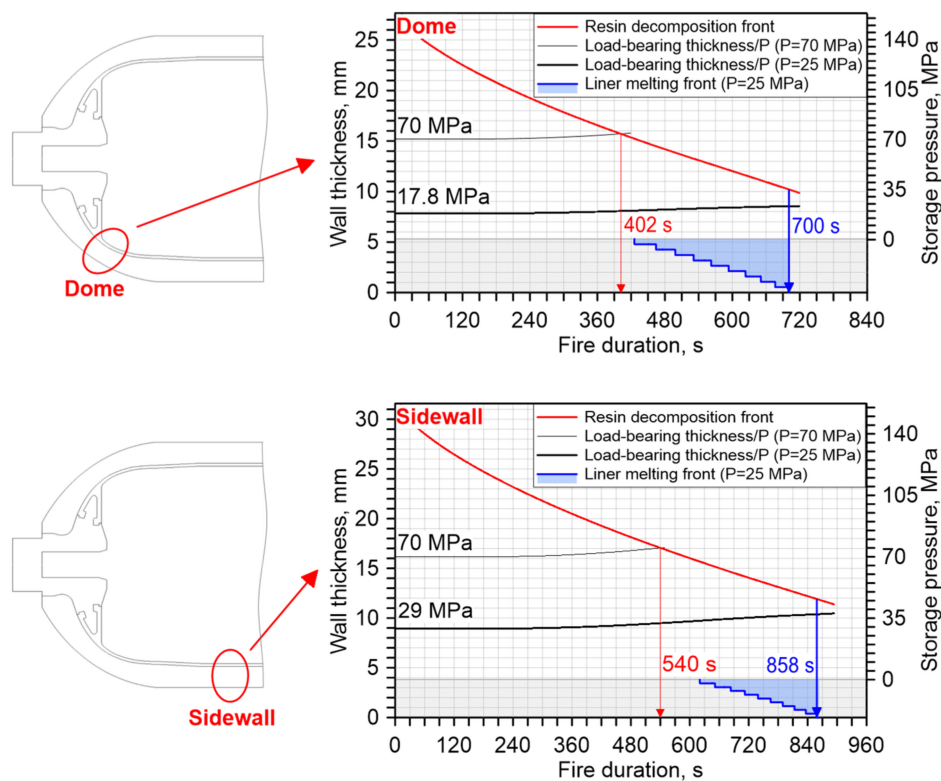 Dome
Dome
Resin decomposition front
Load-bearing thickness/P (P=70 MPa)
Load-bearing thickness/P (P=25 MPa)
Liner melting front (P=25 MPa)
Wall thickness, mm
25
20
15
10
5
0
70 MPa
17.8 MPa
402 s
700 s
140
105
70
35
0
Storage pressure, MPa
0 120 240 360 480 600 720 840
Fire duration, s
Sidewall
Sidewall
Resin decomposition front
Load-bearing thickness/P (P=70 MPa)
Load-bearing thickness/P (P=25 MPa)
Liner melting front (P=25 MPa)
Wall thickness, mm
30
25
20
15
10
5
0
70 MPa
29 MPa
540 s
858 s
140
105
70
35
0
Storage pressure, MPa
0 120 240 360 480 600 720 840 960
Fire duration, s